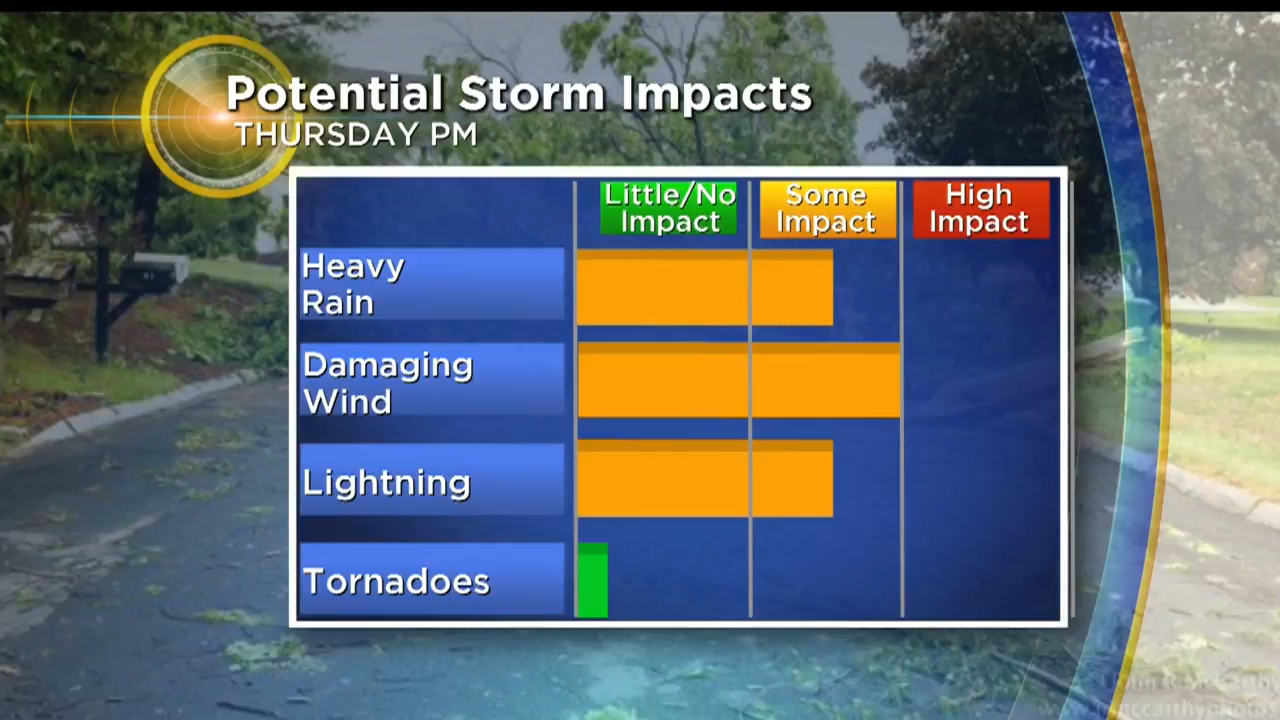 Potential Storm Impacts
THURSDAY PM
Little/No
Impact
Some
Impact
High
Impact
Heavy
Rain
Damaging
Wind
Lightning
Tornadoes